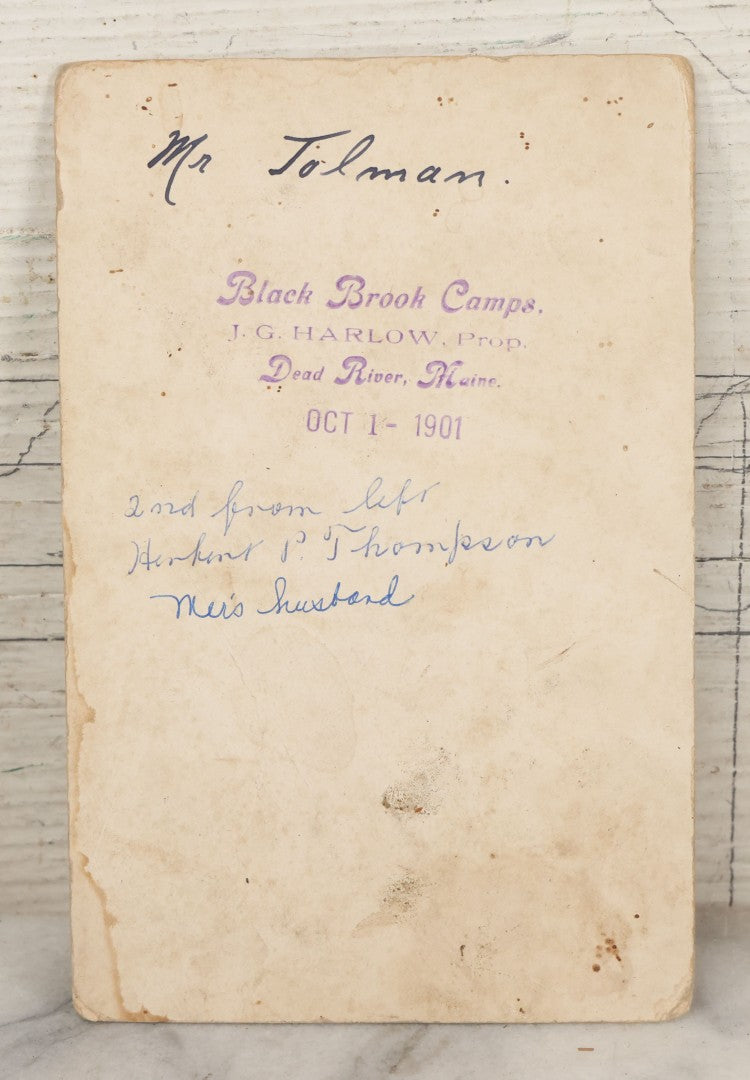 Mr Tolman.
Black Brook Camps.
J. G. HARLOW, Prop.
Dead River, Maine.
OCT 1 - 1901
2nd from left
Herbert P. Thompson
husband